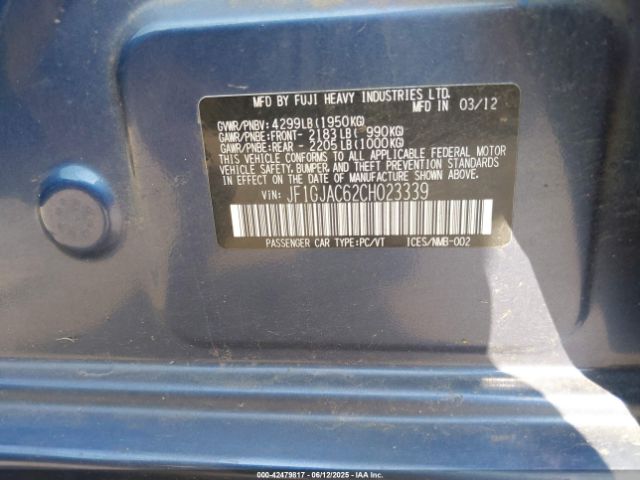 MFD BY FUJI HEAVY INDUSTRIES LTD.
MFD IN 03/12
GVWR/PNBV: 4299LB(1950KG)
GAWR/PNBE:FRONT- 2183LB( 990KG)
GAWR/PNBE:REAR - 2205LB(1000KG)
THIS VEHICLE CONFORMS TO ALL APPLICABLE FEDERAL MOTOR
VEHICLE SAFETY, BUMPER, AND THEFT PREVENTION STANDARDS
IN EFFECT ON THE DATE OF MANUFACTURE SHOWN ABOVE.
VIN: JF1GJAC62CH023339
PASSENGER CAR TYPE:PC/VT ICES/NMB-002
000-42479817 - 06/12/2025 - IAA, Inc.